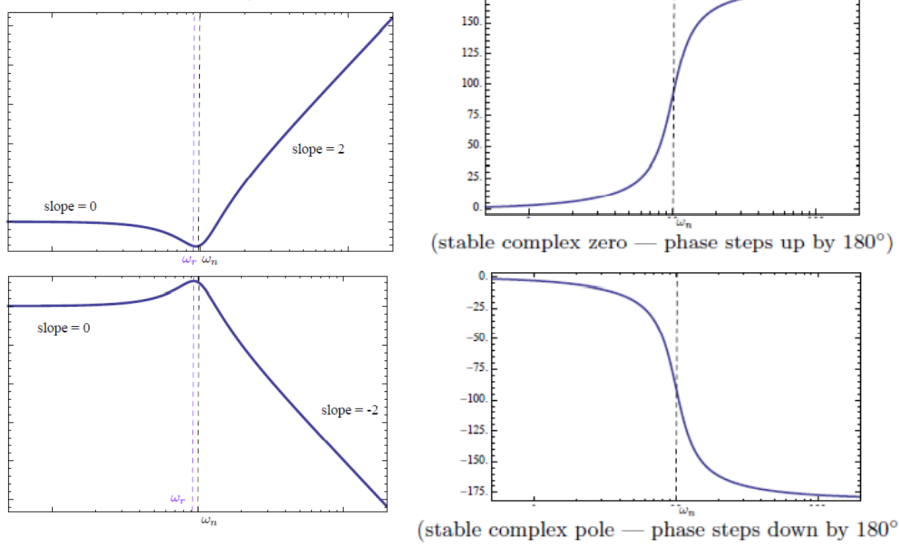 slope = 0
slope = 2
ωr ωn
150.
125.
100.
75.
50.
25.
0.
ωn
(stable complex zero — phase steps up by 180°)
slope = 0
slope = -2
ωr
ωn
0.
−25.
−50.
−75.
−100.
−125.
−150.
−175.
ωn
(stable complex pole — phase steps down by 180°